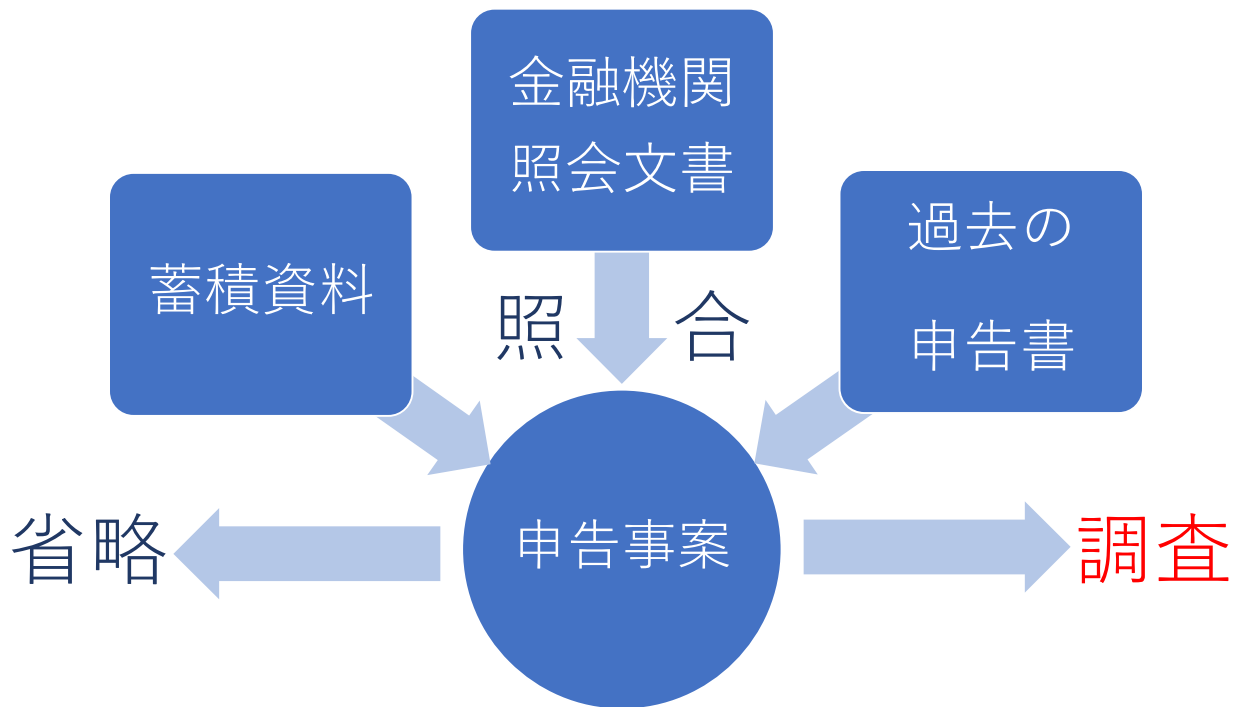 金融機関
照会文書
蓄積資料
過去の
申告書
照 合
申告事案
省略
調査